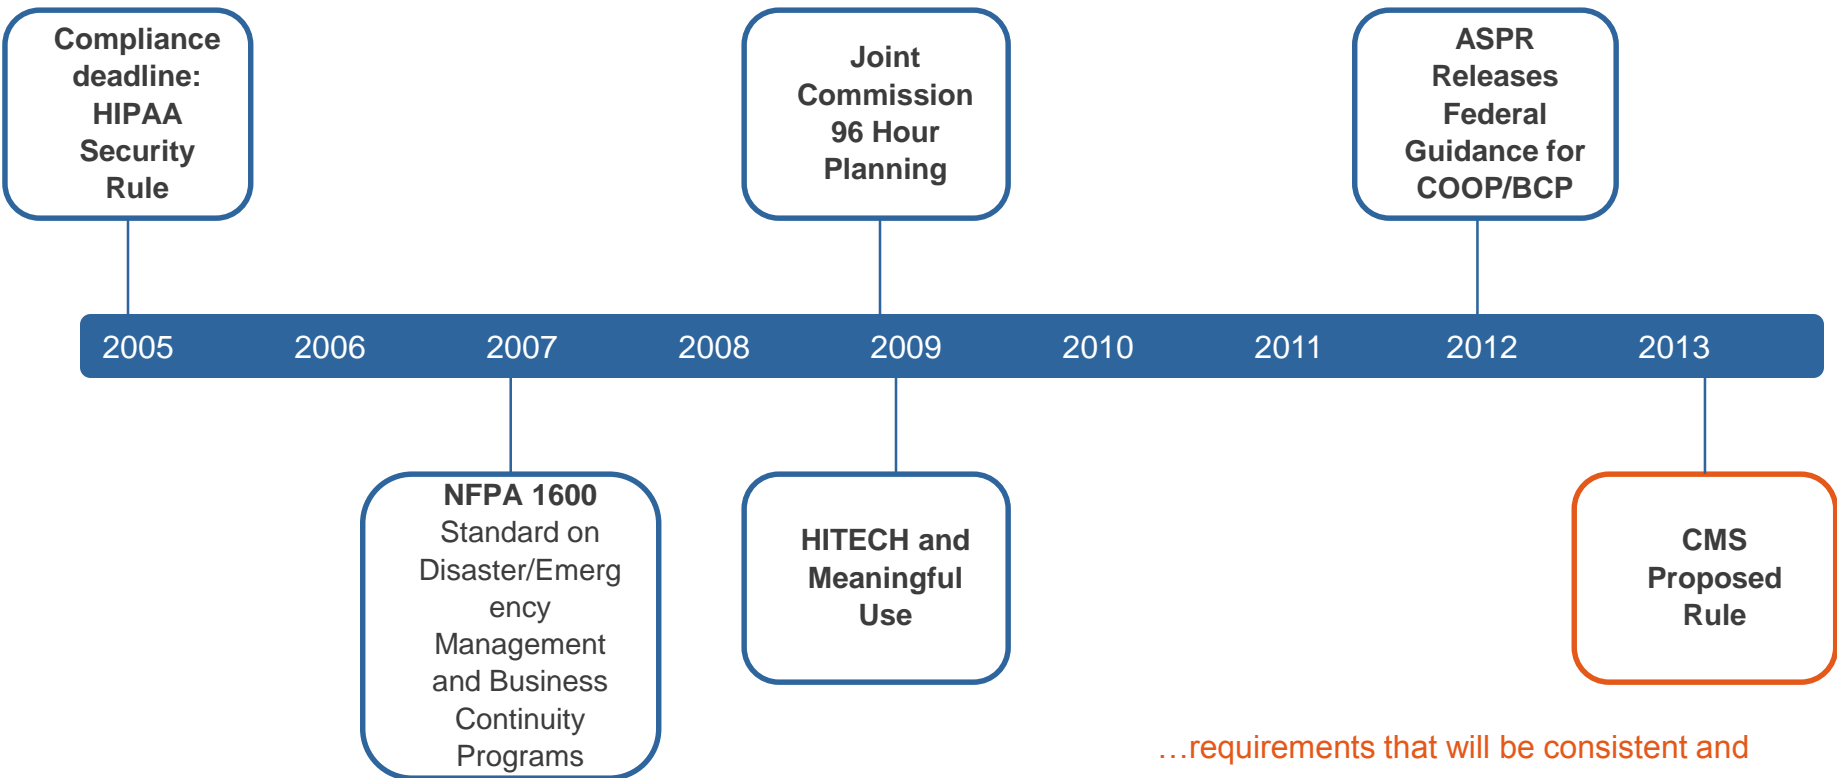 Compliance
deadline:
HIPAA
Security
Rule
Joint
Commission
96 Hour
Planning
ASPR
Releases
Federal
Guidance for
COOP/BCP
2005 2006 2007 2008 2009 2010 2011 2012 2013
NFPA 1600
Standard on
Disaster/Emerg
ency
Management
and Business
Continuity
Programs
HITECH and
Meaningful
Use
CMS
Proposed
Rule
…requirements that will be consistent and